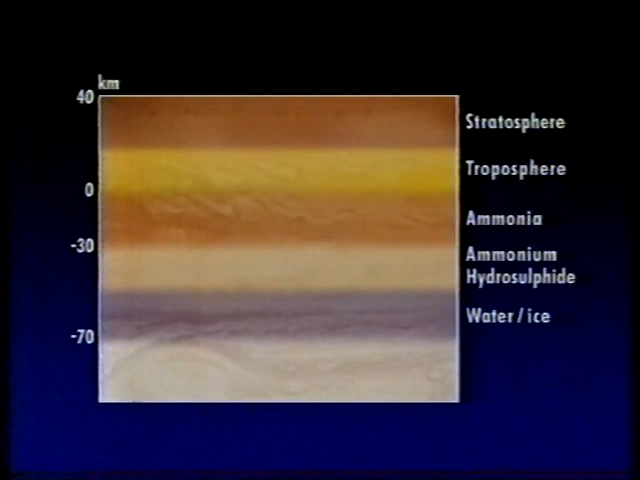 km
40
Stratosphere
Troposphere
0
Ammonia
-30
Ammonium
Hydrosulphide
Water/ice
-70